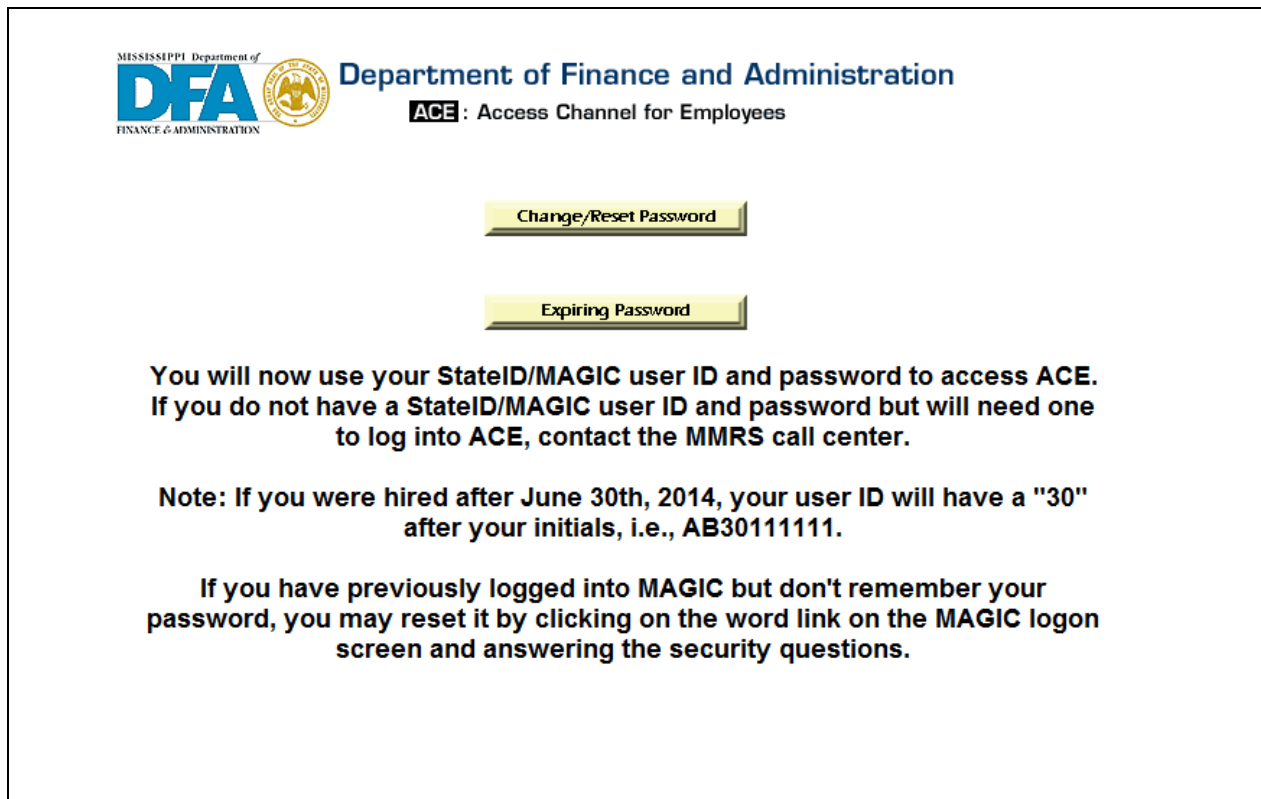 MISSISSIPPI Department of
DFA
FINANCE & ADMINISTRATION
Department of Finance and Administration
ACE : Access Channel for Employees
Change/Reset Password
Expiring Password
You will now use your StateID/MAGIC user ID and password to access ACE.
If you do not have a StateID/MAGIC user ID and password but will need one
to log into ACE, contact the MMRS call center.
Note: If you were hired after June 30th, 2014, your user ID will have a "30"
after your initials, i.e., AB30111111.
If you have previously logged into MAGIC but don't remember your
password, you may reset it by clicking on the word link on the MAGIC logon
screen and answering the security questions.